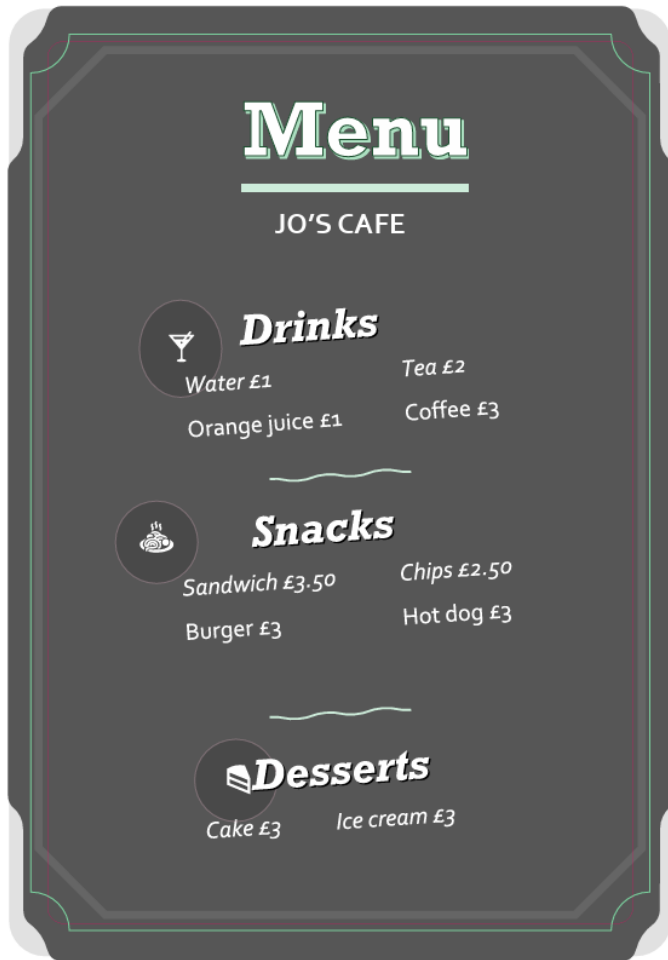 Menu
JO'S CAFE
Drinks
Water £1 Tea £2
Orange juice £1 Coffee £3
Snacks
Sandwich £3.50 Chips £2.50
Burger £3 Hot dog £3
Desserts
Cake £3 Ice cream £3